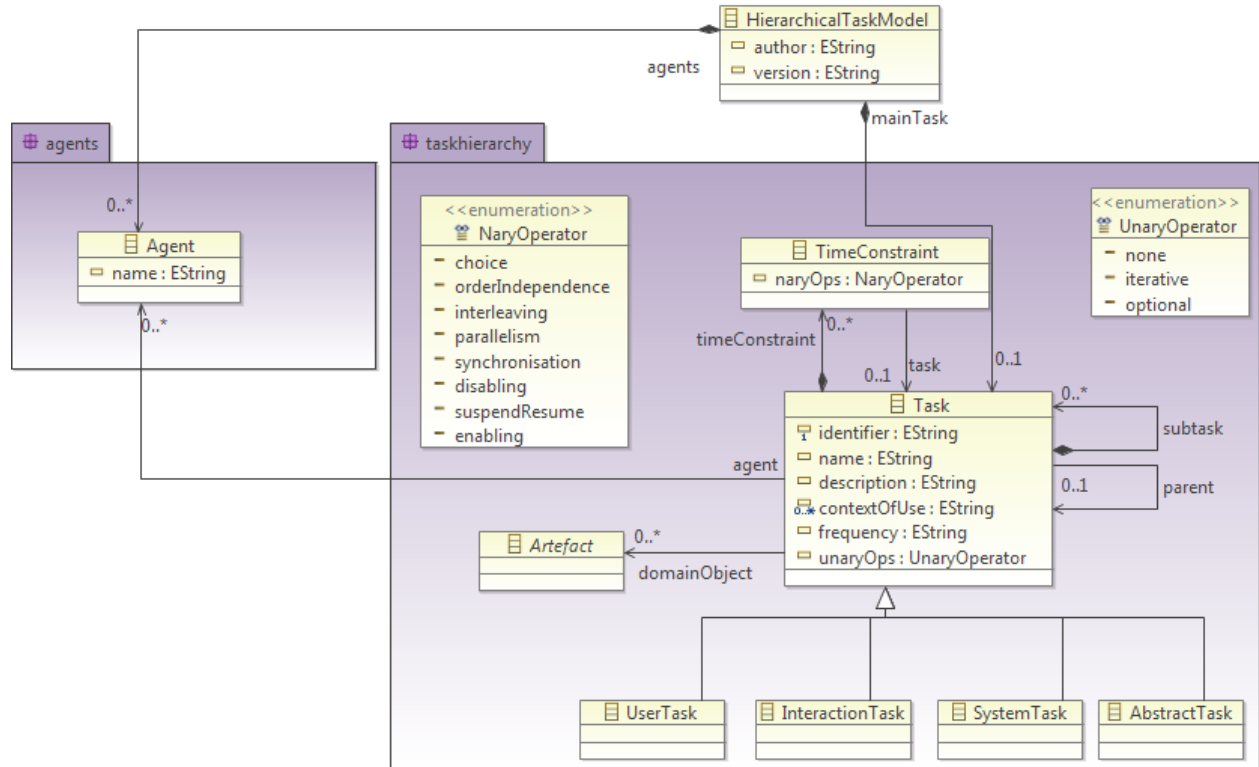 HierarchicalTaskModel
author : EString
version : EString
agents
mainTask
agents
0..*
Agent
name : EString
0..*
taskhierarchy
<<enumeration>>
NaryOperator
choice
orderIndependence
interleaving
parallelism
synchronisation
disabling
suspendResume
enabling
TimeConstraint
naryOps : NaryOperator
<<enumeration>>
UnaryOperator
none
iterative
optional
timeConstraint
0..*
0..1
task
0..1
Task
1
identifier : EString
name : EString
description : EString
0..*
contextOfUse : EString
frequency : EString
unaryOps : UnaryOperator
0..*
subtask
0..1
parent
agent
Artefact
0..*
domainObject
UserTask
InteractionTask
SystemTask
AbstractTask